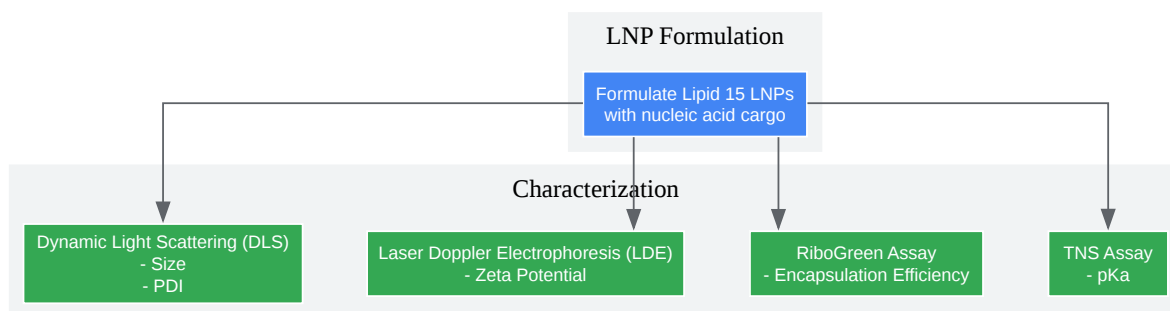 LNP Formulation
Formulate Lipid 15 LNPs
with nucleic acid cargo
Characterization
Dynamic Light Scattering (DLS)
- Size
- PDI
Laser Doppler Electrophoresis (LDE)
- Zeta Potential
RiboGreen Assay
- Encapsulation Efficiency
TNS Assay
- pKa